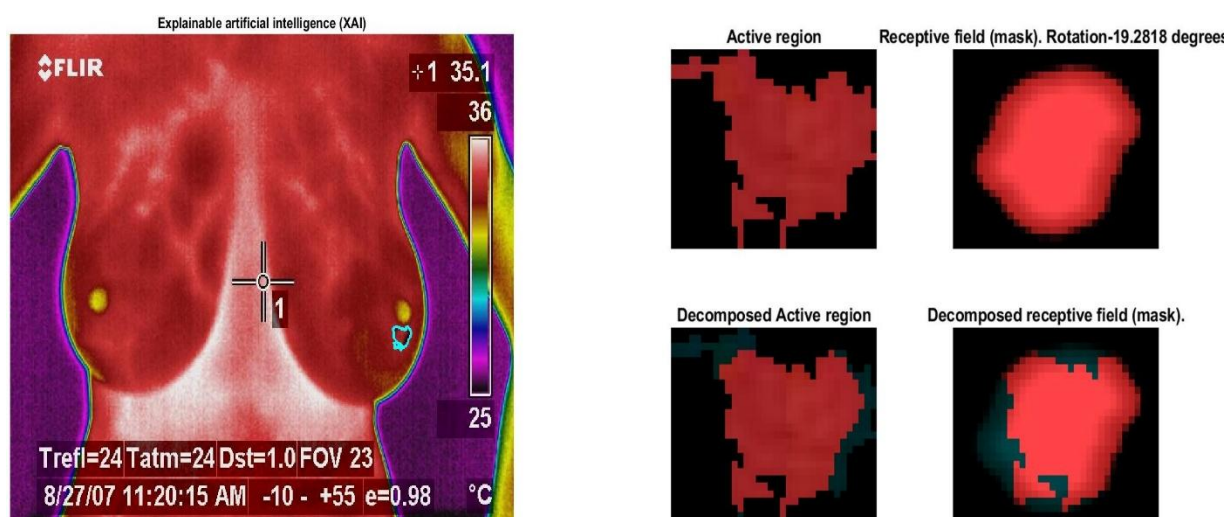 Explainable artificial intelligence (XAI)
FLIR
1 35.1
36
1
25
Trefl=24 Tatm=24 Dst=1.0 FOV 23
8/27/07 11:20:15 AM -10 - +55 e=0.98 °C
Active region
Receptive field (mask). Rotation-19.2818 degrees
Decomposed Active region
Decomposed receptive field (mask).